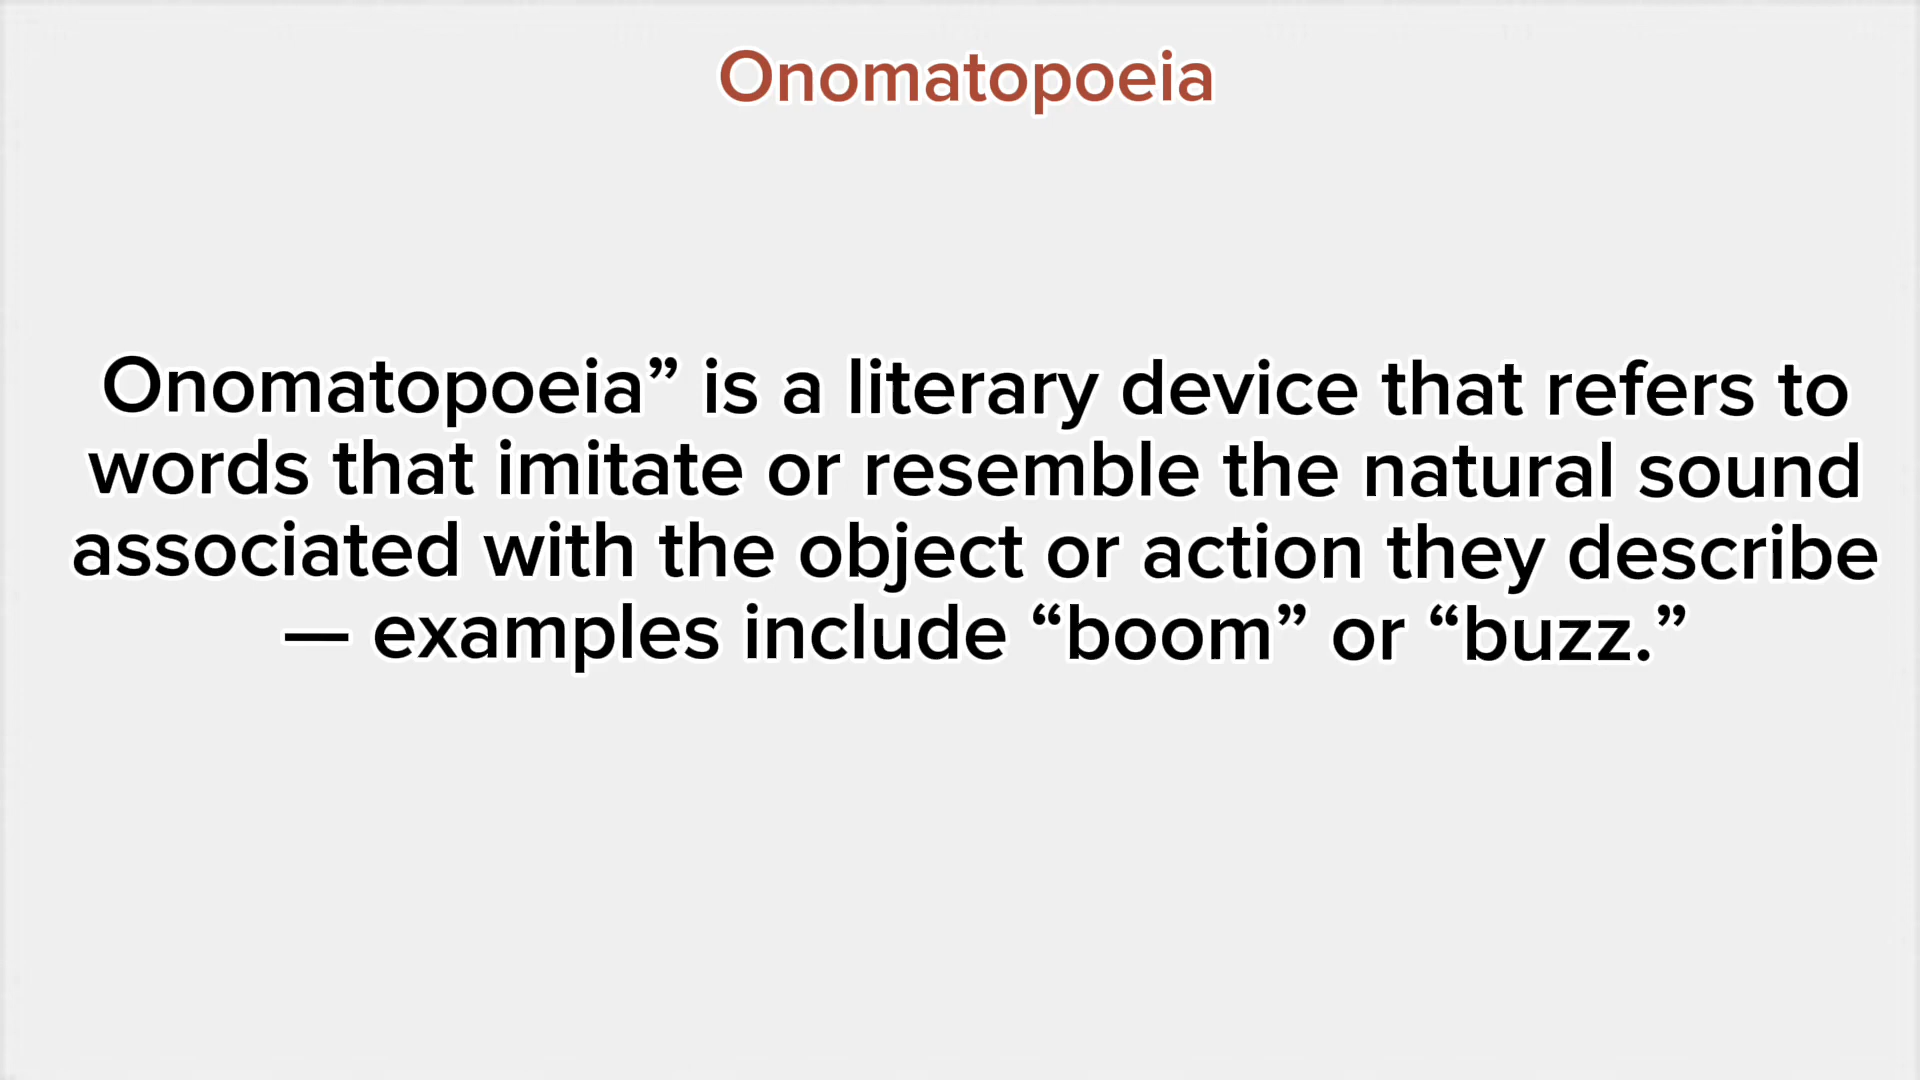 Onomatopoeia
Onomatopoeia” is a literary device that refers to
words that imitate or resemble the natural sound
associated with the object or action they describe
— examples include “boom” or “buzz.”